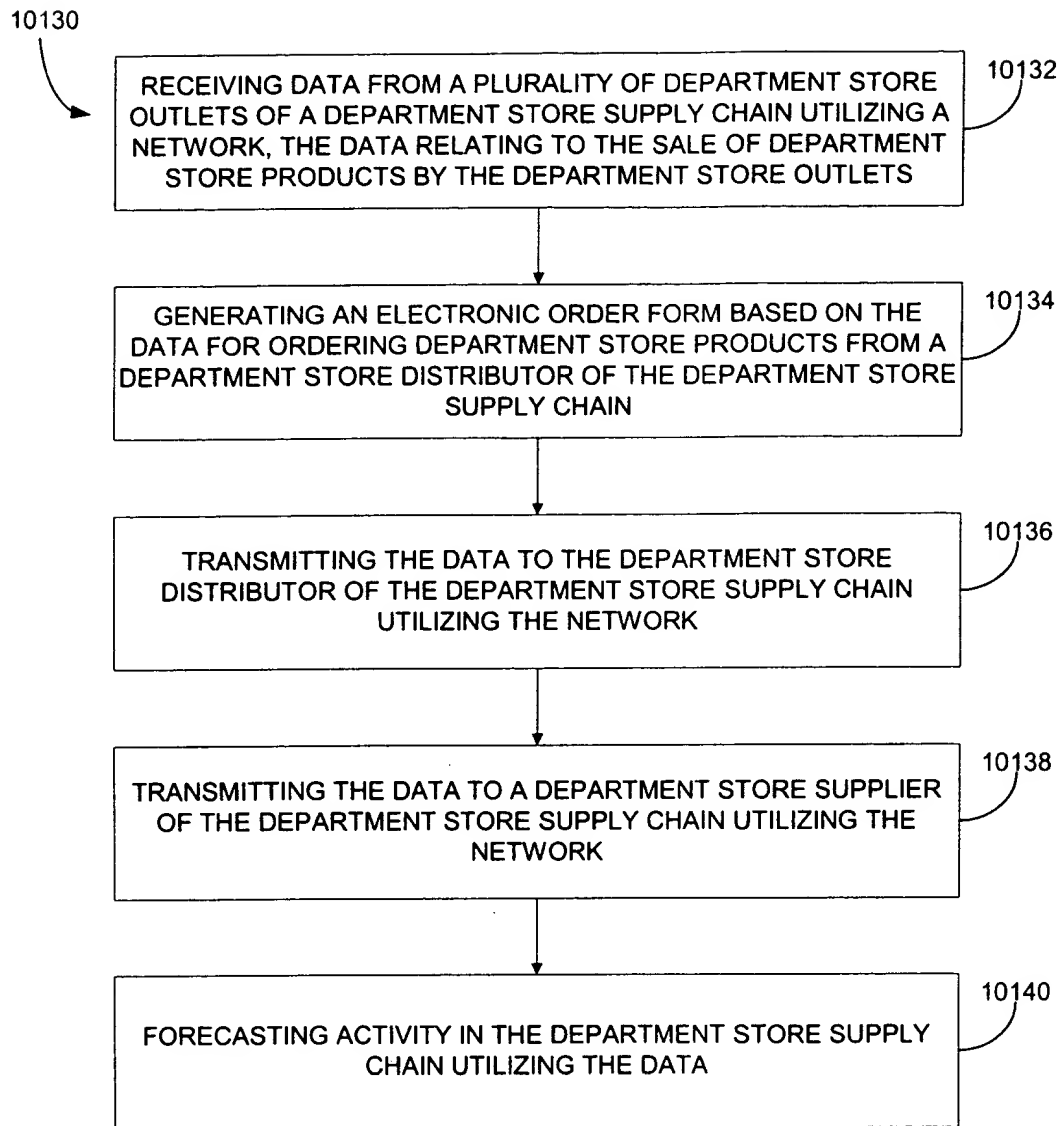 10130
RECEIVING DATA FROM A PLURALITY OF DEPARTMENT STORE
OUTLETS OF A DEPARTMENT STORE SUPPLY CHAIN UTILIZING A
NETWORK, THE DATA RELATING TO THE SALE OF DEPARTMENT
STORE PRODUCTS BY THE DEPARTMENT STORE OUTLETS
10132
GENERATING AN ELECTRONIC ORDER FORM BASED ON THE
DATA FOR ORDERING DEPARTMENT STORE PRODUCTS FROM A
DEPARTMENT STORE DISTRIBUTOR OF THE DEPARTMENT STORE
SUPPLY CHAIN
10134
TRANSMITTING THE DATA TO THE DEPARTMENT STORE
DISTRIBUTOR OF THE DEPARTMENT STORE SUPPLY CHAIN
UTILIZING THE NETWORK
10136
TRANSMITTING THE DATA TO A DEPARTMENT STORE SUPPLIER
OF THE DEPARTMENT STORE SUPPLY CHAIN UTILIZING THE
NETWORK
10138
FORECASTING ACTIVITY IN THE DEPARTMENT STORE SUPPLY
CHAIN UTILIZING THE DATA
10140